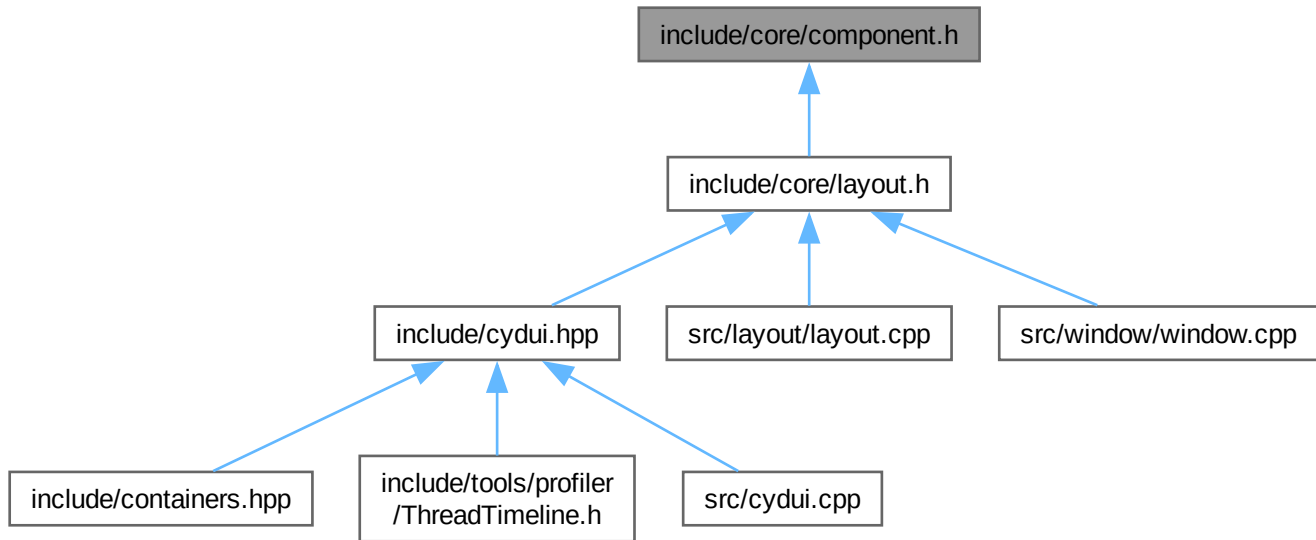 include/core/component.h
include/core/layout.h
include/cydui.hpp
src/layout/layout.cpp
src/window/window.cpp
include/containers.hpp
include/tools/profiler
/ThreadTimeline.h
src/cydui.cpp